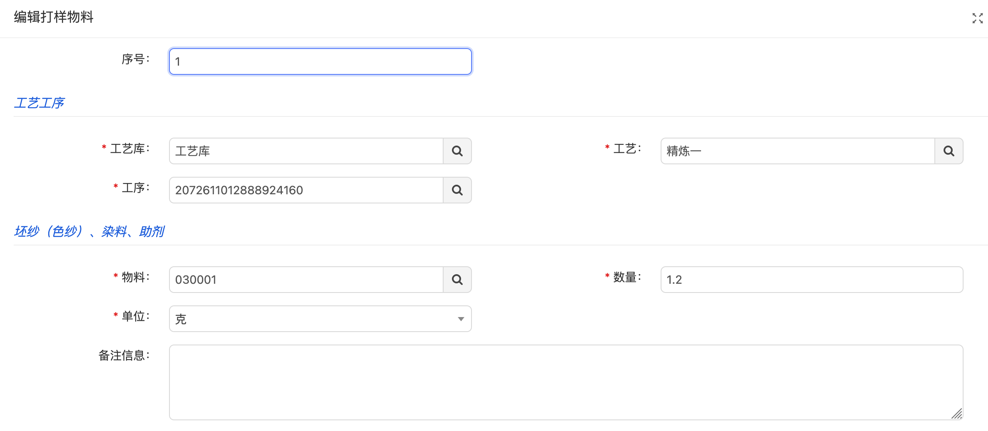 编辑打样物料
序号： 1
工艺工序
* 工艺库： 工艺库 * 工艺： 精炼一
* 工序： 2072611012888924160
坯纱（色纱）、染料、助剂
* 物料： 030001 * 数量： 1.2
* 单位： 克
备注信息：